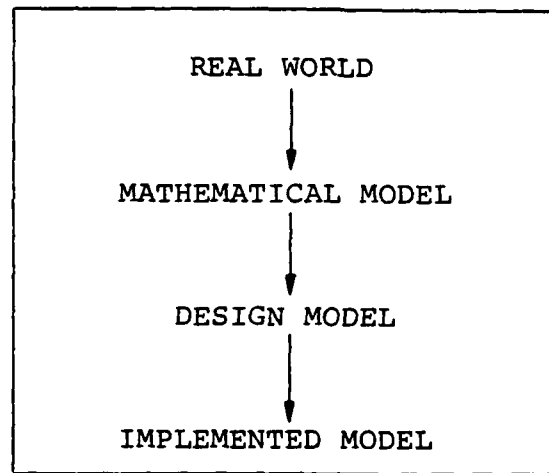 REAL WORLD
MATHEMATICAL MODEL
DESIGN MODEL
IMPLEMENTED MODEL